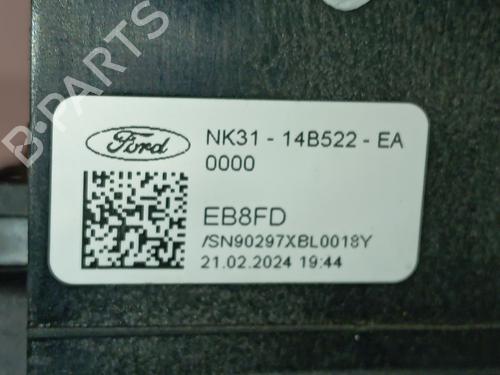 B-PARTS
Ford
NK31 - 14B522 - EA
0000
EB8FD
/SN90297XBL0018Y
21.02.2024 19:44